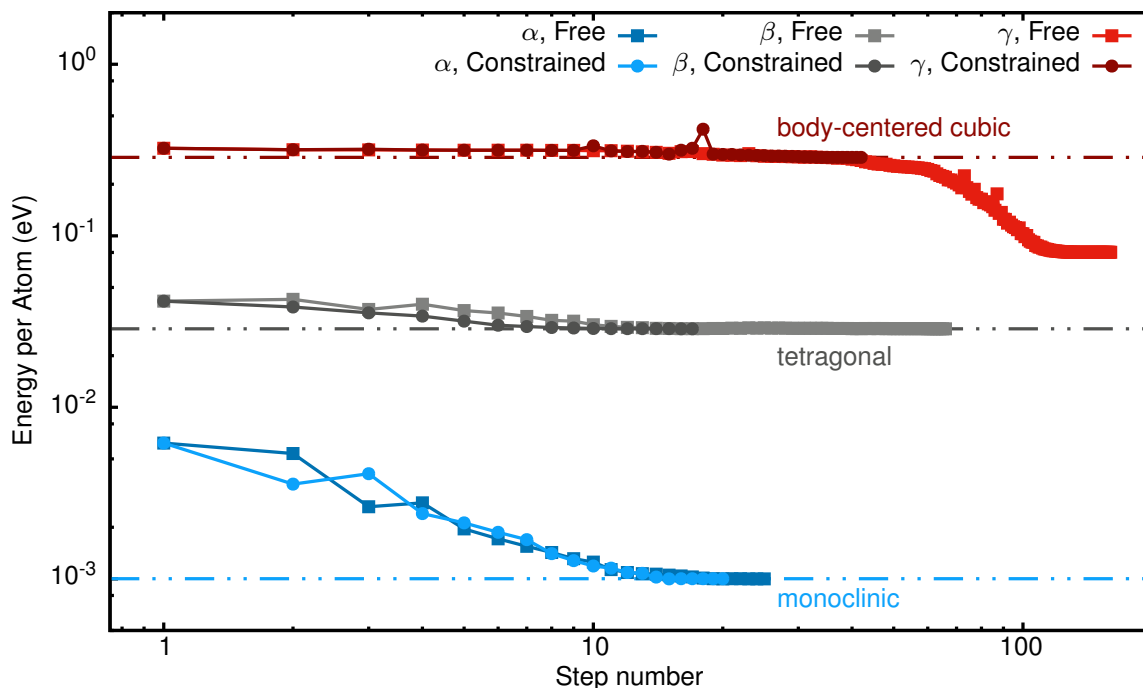 α, Free
β, Free
γ, Free
α, Constrained
β, Constrained
γ, Constrained
10⁰
body-centered cubic
10⁻¹
Energy per Atom (eV)
tetragonal
10⁻²
10⁻³
monoclinic
1
10
100
Step number